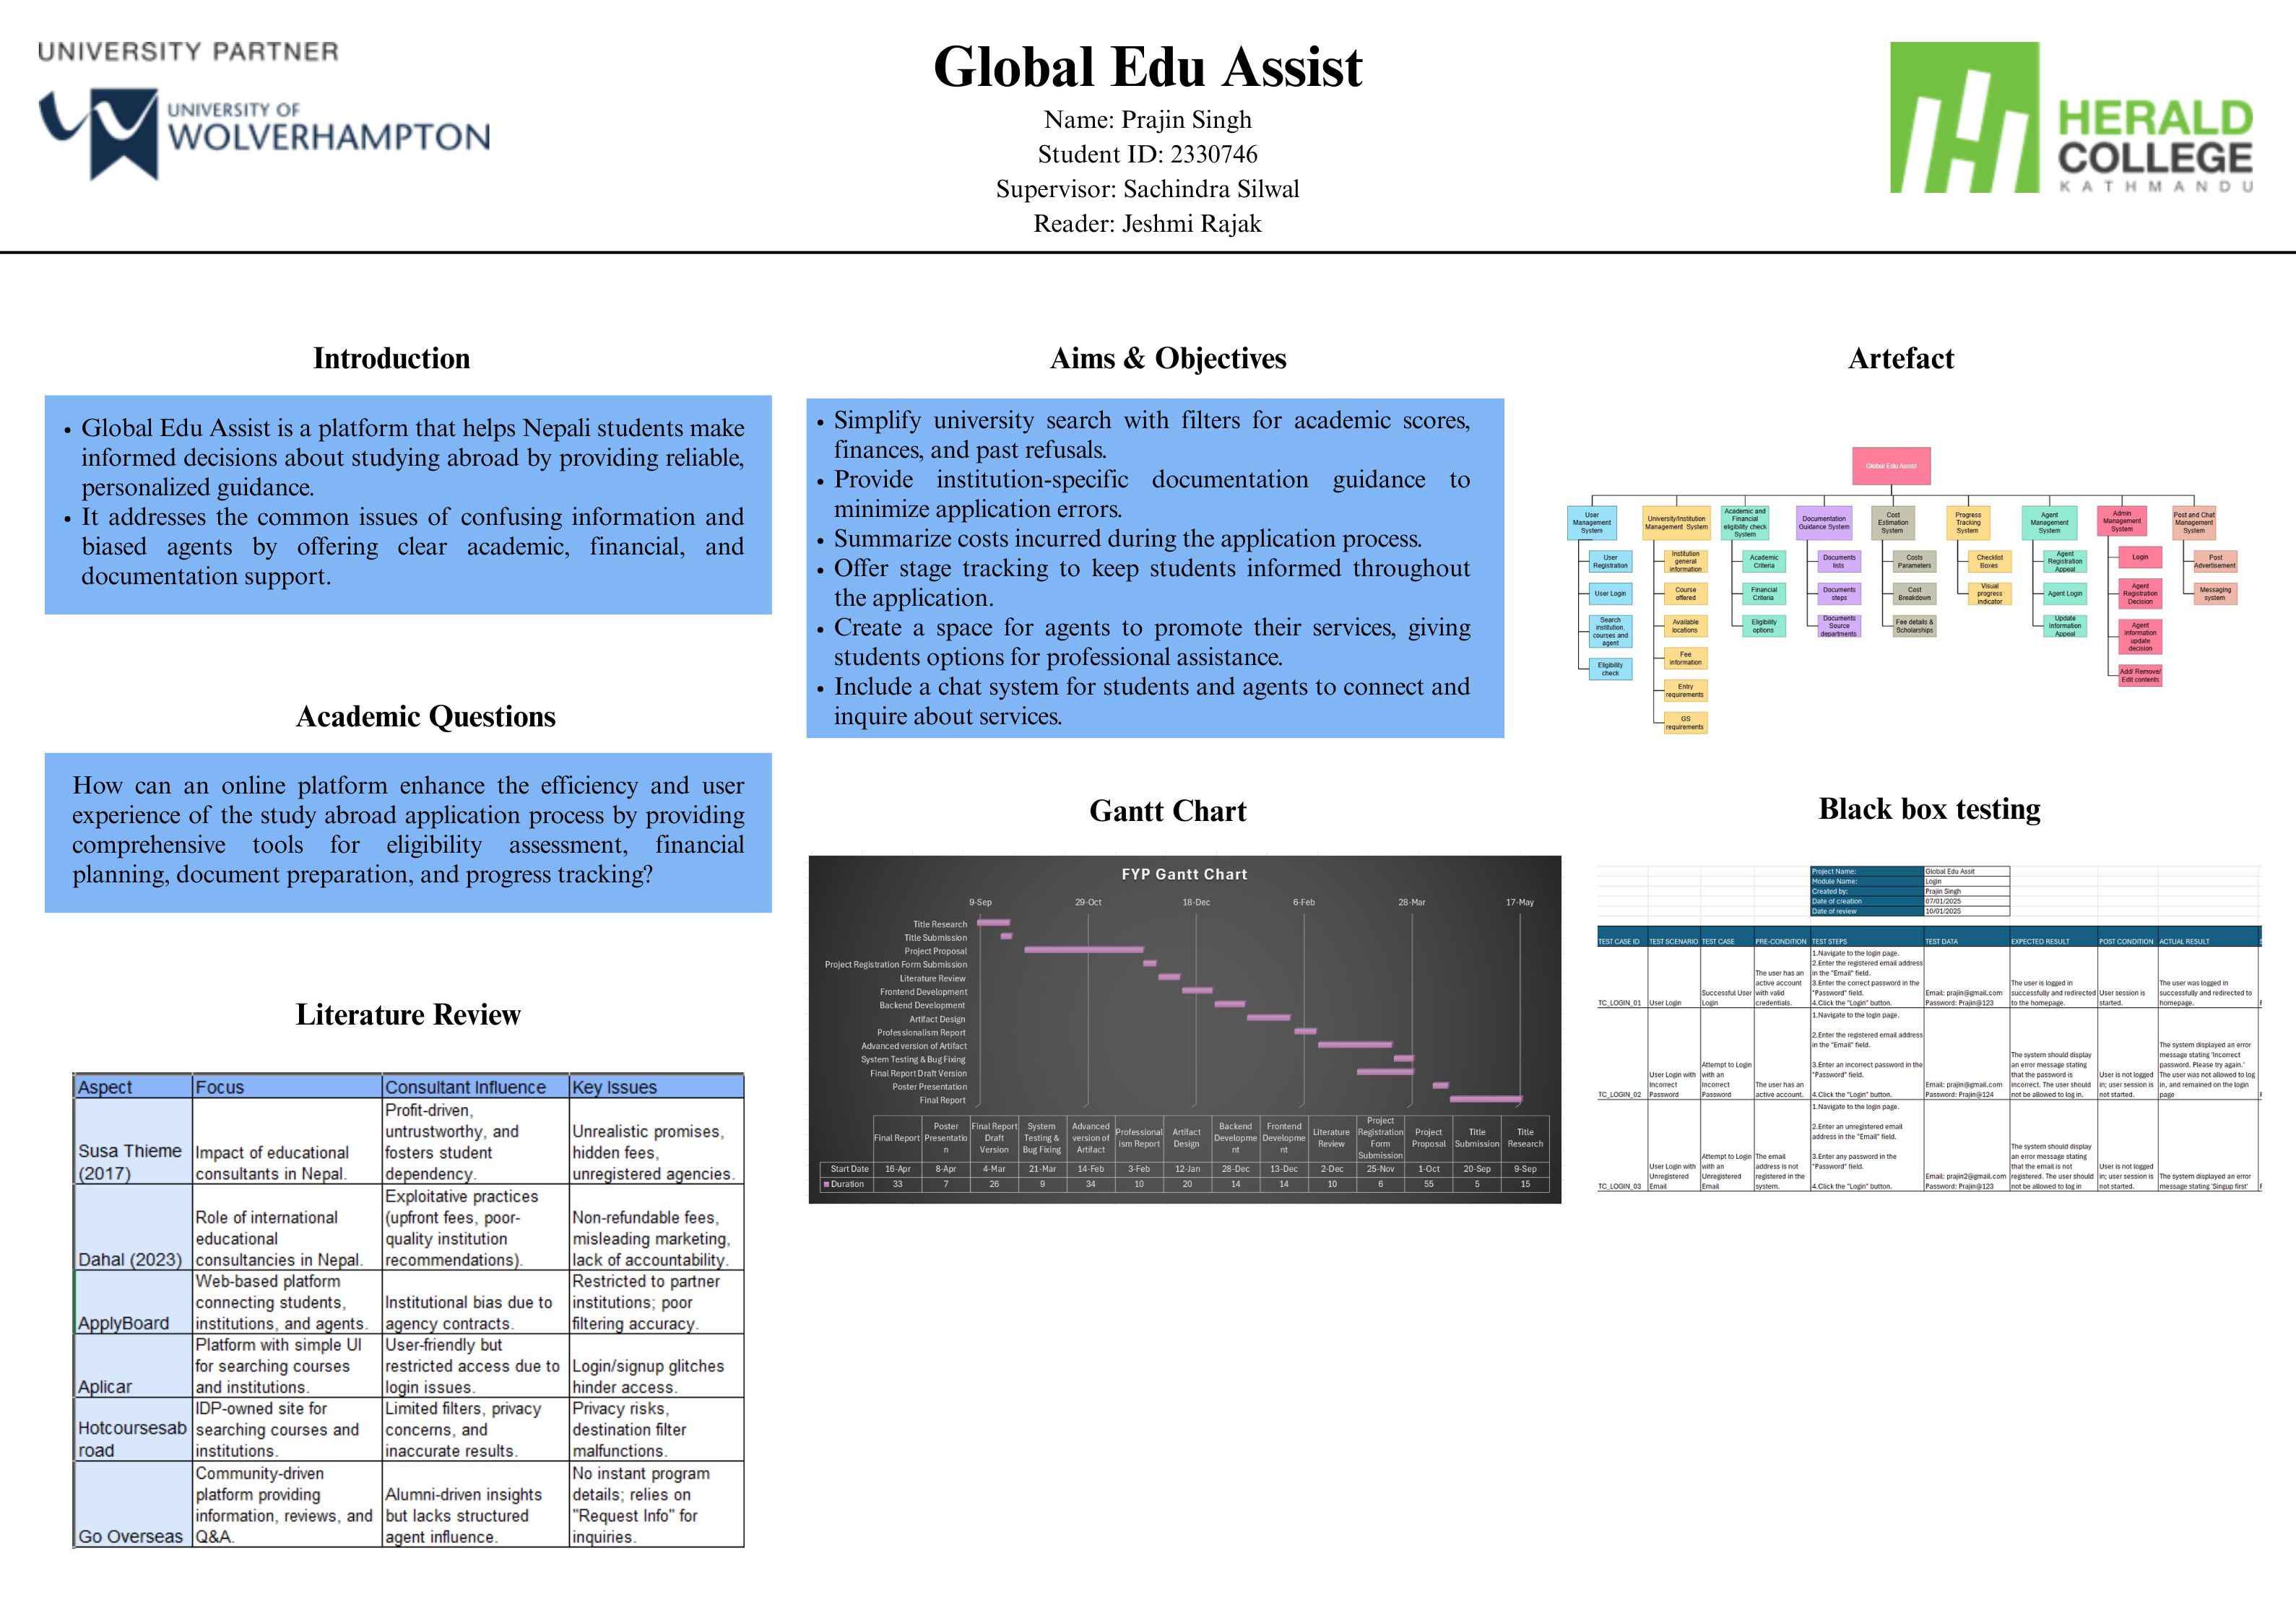 UNIVERSITY PARTNER
UNIVERSITY OF
WOLVERHAMPTON
Global Edu Assist
Name: Prajin Singh
Student ID: 2330746
Supervisor: Sachindra Silwal
Reader: Jeshmi Rajak
HERALD
COLLEGE
KATHMANDU
Introduction
• Global Edu Assist is a platform that helps Nepali students make
informed decisions about studying abroad by providing reliable,
personalized guidance.
• It addresses the common issues of confusing information and
biased agents by offering clear academic, financial, and
documentation support.
Academic Questions
How can an online platform enhance the efficiency and user
experience of the study abroad application process by providing
comprehensive tools for eligibility assessment, financial
planning, document preparation, and progress tracking?
Literature Review
Aspect Focus Consultant Influence Key Issues
Susa Thieme
(2017)
Impact of educational
consultants in Nepal.
Profit-driven,
untrustworthy, and
fosters student
dependency.
Unrealistic promises,
hidden fees,
unregistered agencies.
Dahal (2023)
Role of international
educational
consultancies in Nepal.
Exploitative practices
(upfront fees, poor-
quality institution
recommendations).
Non-refundable fees,
misleading marketing,
lack of accountability.
ApplyBoard
Web-based platform
connecting students,
institutions, and agents.
Institutional bias due to
agency contracts.
Restricted to partner
institutions; poor
filtering accuracy.
Aplicar
Platform with simple UI
for searching courses
and institutions.
User-friendly but
restricted access due to
login issues.
Login/signup glitches
hinder access.
Hotcoursesab
road
IDP-owned site for
searching courses and
institutions.
Limited filters, privacy
concerns, and
inaccurate results.
Privacy risks,
destination filter
malfunctions.
Go Overseas
Community-driven
platform providing
information, reviews, and
Q&A.
Alumni-driven insights
but lacks structured
agent influence.
No instant program
details; relies on
"Request Info" for
inquiries.
Aims & Objectives
• Simplify university search with filters for academic scores,
finances, and past refusals.
• Provide institution-specific documentation guidance to
minimize application errors.
• Summarize costs incurred during the application process.
• Offer stage tracking to keep students informed throughout
the application.
• Create a space for agents to promote their services, giving
students options for professional assistance.
• Include a chat system for students and agents to connect and
inquire about services.
Gantt Chart
FYP Gantt Chart
9-Sep 29-Oct 18-Dec 6-Feb 28-Mar 17-May
Title Research
Title Submission
Project Proposal
Project Registration Form Submission
Literature Review
Frontend Development
Backend Development
Artifact Design
Professionalism Report
Advanced version of Artifact
System Testing & Bug Fixing
Final Report Draft Version
Poster Presentation
Final Report
Final Report
Poster
Presentatio
n
Final Report
Draft
Version
System
Testing &
Bug Fixing
Advanced
version of
Artifact
Professional
ism Report
Artifact
Design
Backend
Developme
nt
Frontend
Developme
nt
Literature
Review
Project
Registration
Form
Submission
Project
Proposal
Title
Submission
Title
Research
Start Date 16-Apr 8-Apr 4-Mar 21-Mar 14-Feb 3-Feb 12-Jan 28-Dec 13-Dec 2-Dec 25-Nov 1-Oct 20-Sep 9-Sep
Duration 33 7 26 9 34 10 20 14 14 10 6 55 5 15
Artefact
Global Edu Assist
User
Management
System
User
Registration
User Login
Search
institution,
courses and
agent
Eligibility
check
University/Institution
Management System
Institution
general
information
Course
offered
Available
locations
Fee
information
Entry
requirements
GS
requirements
Academic and
Financial
eligibility check
System
Academic
Criteria
Financial
Criteria
Eligibility
options
Documentation
Guidance System
Documents
lists
Documents
steps
Documents
Source
departments
Cost
Estimation
System
Costs
Parameters
Cost
Breakdown
Fee details &
Scholarships
Progress
Tracking
System
Checklist
Boxes
Visual
progress
indicator
Agent
Management
System
Agent
Registration
Appeal
Agent Login
Update
Information
Appeal
Admin
Management
System
Login
Agent
Registration
Decision
Agent
Information
update
decision
Add/ Remove/
Edit contents
Post and Chat
Management
System
Post
Advertisement
Messaging
system
Black box testing
Project Name: Global Edu Assit
Module Name: Login
Created by: Prajin Singh
Date of creation 07/01/2025
Date of review 10/01/2025
TEST CASE ID TEST SCENARIO TEST CASE PRE-CONDITION TEST STEPS TEST DATA EXPECTED RESULT POST CONDITION ACTUAL RESULT
TC_LOGIN_01
User Login
Successful User
Login
The user has an
active account
with valid
credentials.
1.Navigate to the login page.
2.Enter the registered email address
in the "Email" field.
3.Enter the correct password in the
"Password" field.
4.Click the "Login" button.
Email: prajin@gmail.com
Password: Prajin@123
The user is logged in
successfully and redirected
to the homepage.
User session is
started.
The user was logged in
successfully and redirected to
homepage.
TC_LOGIN_02
User Login with
Incorrect
Password
Attempt to Login
with an
Incorrect
Password
The user has an
active account.
1.Navigate to the login page.
2.Enter the registered email address
in the "Email" field.
3.Enter an incorrect password in the
"Password" field.
4.Click the "Login" button.
Email: prajin@gmail.com
Password: Prajin@124
The system should display
an error message stating
that the password is
incorrect. The user should
not be allowed to log in.
User is not logged
in; user session is
not started.
The system displayed an error
message stating 'Incorrect
password. Please try again.'
The user was not allowed to log
in, and remained on the login
page
TC_LOGIN_03
User Login with
Unregistered
Email
Attempt to Login
with an
Unregistered
Email
The email
address is not
registered in the
system.
1.Navigate to the login page.
2.Enter an unregistered email
address in the "Email" field.
3.Enter any password in the
"Password" field.
4.Click the "Login" button.
Email: prajin2@gmail.com
Password: Prajin@123
The system should display
an error message stating
that the email is not
registered. The user should
not be allowed to log in
User is not logged
in; user session is
not started.
The system displayed an error
message stating 'Singup first'